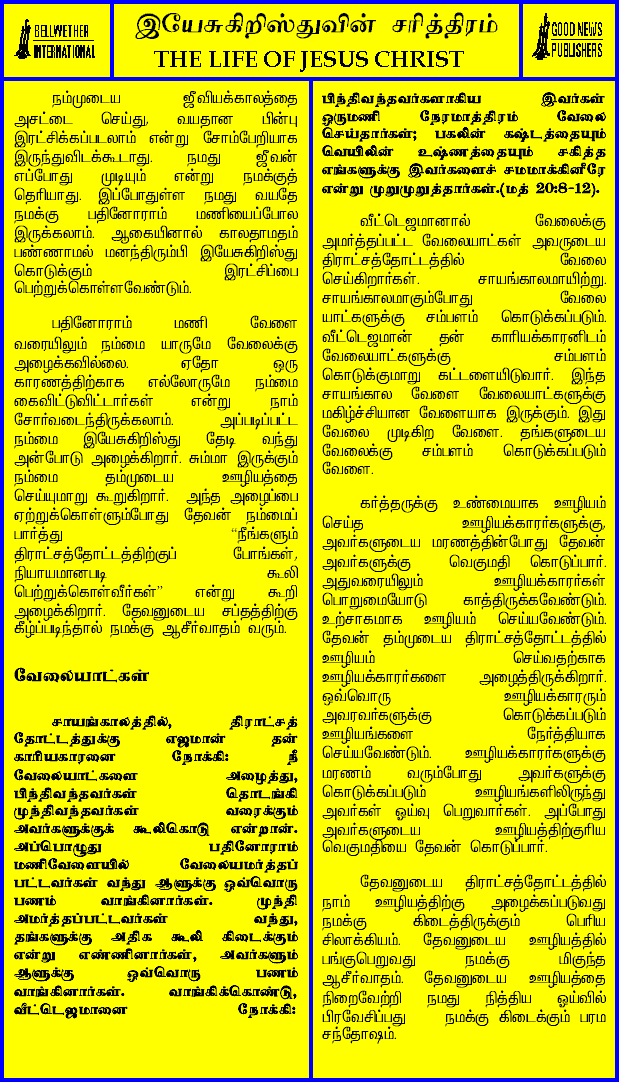 BELLWETHER
INTERNATIONAL
இயேசுகிறிஸ்துவின் சரித்திரம்
THE LIFE OF JESUS CHRIST
GOOD NEWS
PUBLISHERS
நம்முடைய ஜீவியக்காலத்தை
அசட்டை செய்து, வயதான பின்பு
இரட்சிக்கப்படலாம் என்று சோம்பேறியாக
இருந்துவிடக்கூடாது. நமது ஜீவன்
எப்போது முடியும் என்று நமக்குத்
தெரியாது. இப்போதுள்ள நமது வயதே
நமக்கு பதினோராம் மணியைப்போல
இருக்கலாம். ஆகையினால் காலதாமதம்
பண்ணாமல் மனந்திரும்பி இயேசுகிறிஸ்து
கொடுக்கும் இரட்சிப்பை
பெற்றுக்கொள்ளவேண்டும்.
பதினோராம் மணி வேளை
வரையிலும் நம்மை யாருமே வேலைக்கு
அழைக்கவில்லை. ஏதோ ஒரு
காரணத்திற்காக எல்லோருமே நம்மை
கைவிட்டுவிட்டார்கள் என்று நாம்
சோர்வடைந்திருக்கலாம். அப்படிப்பட்ட
நம்மை இயேசுகிறிஸ்து தேடி வந்து
அன்போடு அழைக்கிறார். சும்மா இருக்கும்
நம்மை தம்முடைய ஊழியத்தை
செய்யுமாறு கூறுகிறார். அந்த அழைப்பை
ஏற்றுக்கொள்ளும்போது தேவன் நம்மைப்
பார்த்து “நீங்களும்
திராட்சத்தோட்டத்திற்குப் போங்கள்,
நியாயமானபடி கூலி
பெற்றுக்கொள்வீர்கள்” என்று கூறி
அழைக்கிறார். தேவனுடைய சப்தத்திற்கு
கீழ்ப்படிந்தால் நமக்கு ஆசீர்வாதம் வரும்.
வேலையாட்கள்
சாயங்காலத்தில், திராட்சத்
தோட்டத்துக்கு எஜமான் தன்
காரியகாரனை நோக்கி: நீ
வேலையாட்களை அழைத்து,
பிந்திவந்தவர்கள் தொடங்கி
முந்திவந்தவர்கள் வரைக்கும்
அவர்களுக்குக் கூலிகொடு என்றான்.
அப்பொழுது பதினோராம்
மணிவேளையில் வேலையமர்த்தப்
பட்டவர்கள் வந்து ஆளுக்கு ஒவ்வொரு
பணம் வாங்கினார்கள். முந்தி
அமர்த்தப்பட்டவர்கள் வந்து,
தங்களுக்கு அதிக கூலி கிடைக்கும்
என்று எண்ணினார்கள், அவர்களும்
ஆளுக்கு ஒவ்வொரு பணம்
வாங்கினார்கள். வாங்கிக்கொண்டு,
வீட்டெஜமானை நோக்கி:
பிந்திவந்தவர்களாகிய இவர்கள்
ஒருமணி நேரமாத்திரம் வேலை
செய்தார்கள்; பகலின் கஷ்டத்தையும்
வெயிலின் உஷ்ணத்தையும் சகித்த
எங்களுக்கு இவர்களைச் சமமாக்கினீரே
என்று முறுமுறுத்தார்கள்.(மத் 20:8-12).
வீட்டெஜமானால் வேலைக்கு
அமர்த்தப்பட்ட வேலையாட்கள் அவருடைய
திராட்சத்தோட்டத்தில் வேலை
செய்கிறார்கள். சாயங்காலமாயிற்று.
சாயங்காலமாகும்போது வேலை
யாட்களுக்கு சம்பளம் கொடுக்கப்படும்.
வீட்டெஜமான் தன் காரியக்காரனிடம்
வேலையாட்களுக்கு சம்பளம்
கொடுக்குமாறு கட்டளையிடுவார். இந்த
சாயங்கால வேளை வேலையாட்களுக்கு
மகிழ்ச்சியான வேளையாக இருக்கும். இது
வேலை முடிகிற வேளை. தங்களுடைய
வேலைக்கு சம்பளம் கொடுக்கப்படும்
வேளை.
கர்த்தருக்கு உண்மையாக ஊழியம்
செய்த ஊழியக்காரர்களுக்கு,
அவர்களுடைய மரணத்தின்போது தேவன்
அவர்களுக்கு வெகுமதி கொடுப்பார்.
அதுவரையிலும் ஊழியக்காரர்கள்
பொறுமையோடு காத்திருக்கவேண்டும்.
உற்சாகமாக ஊழியம் செய்யவேண்டும்.
தேவன் தம்முடைய திராட்சத்தோட்டத்தில்
ஊழியம் செய்வதற்காக
ஊழியக்காரர்களை அழைத்திருக்கிறார்.
ஒவ்வொரு ஊழியக்காரரும்
அவரவர்களுக்கு கொடுக்கப்படும்
ஊழியங்களை நேர்த்தியாக
செய்யவேண்டும். ஊழியக்காரர்களுக்கு
மரணம் வரும்போது அவர்களுக்கு
கொடுக்கப்படும் ஊழியங்களிலிருந்து
அவர்கள் ஓய்வு பெறுவார்கள். அப்போது
அவர்களுடைய ஊழியத்திற்குரிய
வெகுமதியை தேவன் கொடுப்பார்.
தேவனுடைய திராட்சத்தோட்டத்தில்
நாம் ஊழியத்திற்கு அழைக்கப்படுவது
நமக்கு கிடைத்திருக்கும் பெரிய
சிலாக்கியம். தேவனுடைய ஊழியத்தில்
பங்குபெறுவது நமக்கு மிகுந்த
ஆசீர்வாதம். தேவனுடைய ஊழியத்தை
நிறைவேற்றி நமது நித்திய ஓய்வில்
பிரவேசிப்பது நமக்கு கிடைக்கும் பரம
சந்தோஷம்.